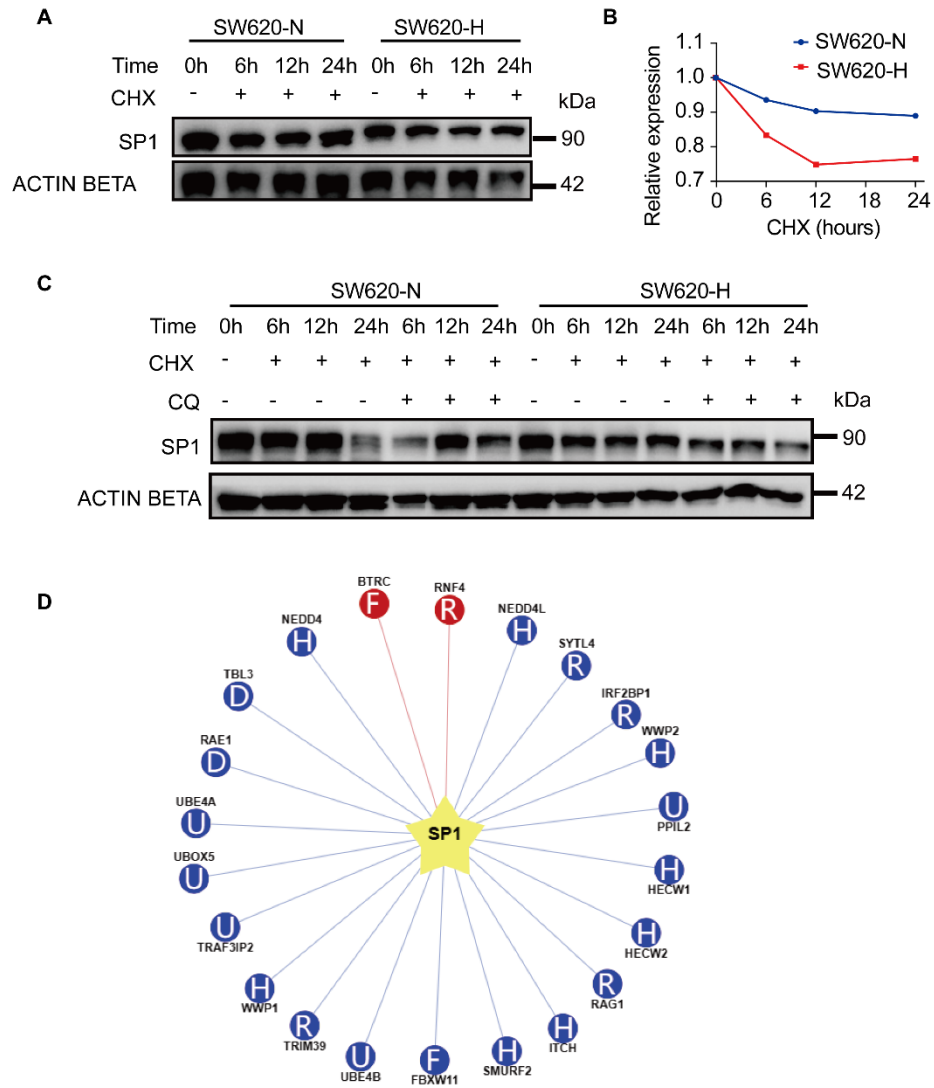 A
SW620-N SW620-H
Time 0h 6h 12h 24h 0h 6h 12h 24h
CHX - + + + - + + + kDa
SP1 90
ACTIN BETA 42
B
SW620-N
SW620-H
Relative expression
1.1
1.0
0.9
0.8
0.7
0 6 12 18 24
CHX (hours)
C
SW620-N SW620-H
Time 0h 6h 12h 24h 6h 12h 24h 0h 6h 12h 24h 6h 12h 24h
CHX - + + + + + + - + + + + + +
CQ - - - - + + + - - - - + + + kDa
SP1 90
ACTIN BETA 42
D
BTRC
F
RNF4
R
NEDD4L
H
SYTL4
R
IRF2BP1
R
WWP2
H
U
PPIL2
H
HECW1
H
HECW2
R
RAG1
H
ITCH
H
SMURF2
F
FBXW11
U
UBE4B
R
TRIM39
H
WWP1
U
TRAF3IP2
UBOX5
U
UBE4A
U
RAE1
D
TBL3
D
NEDD4
H
SP1